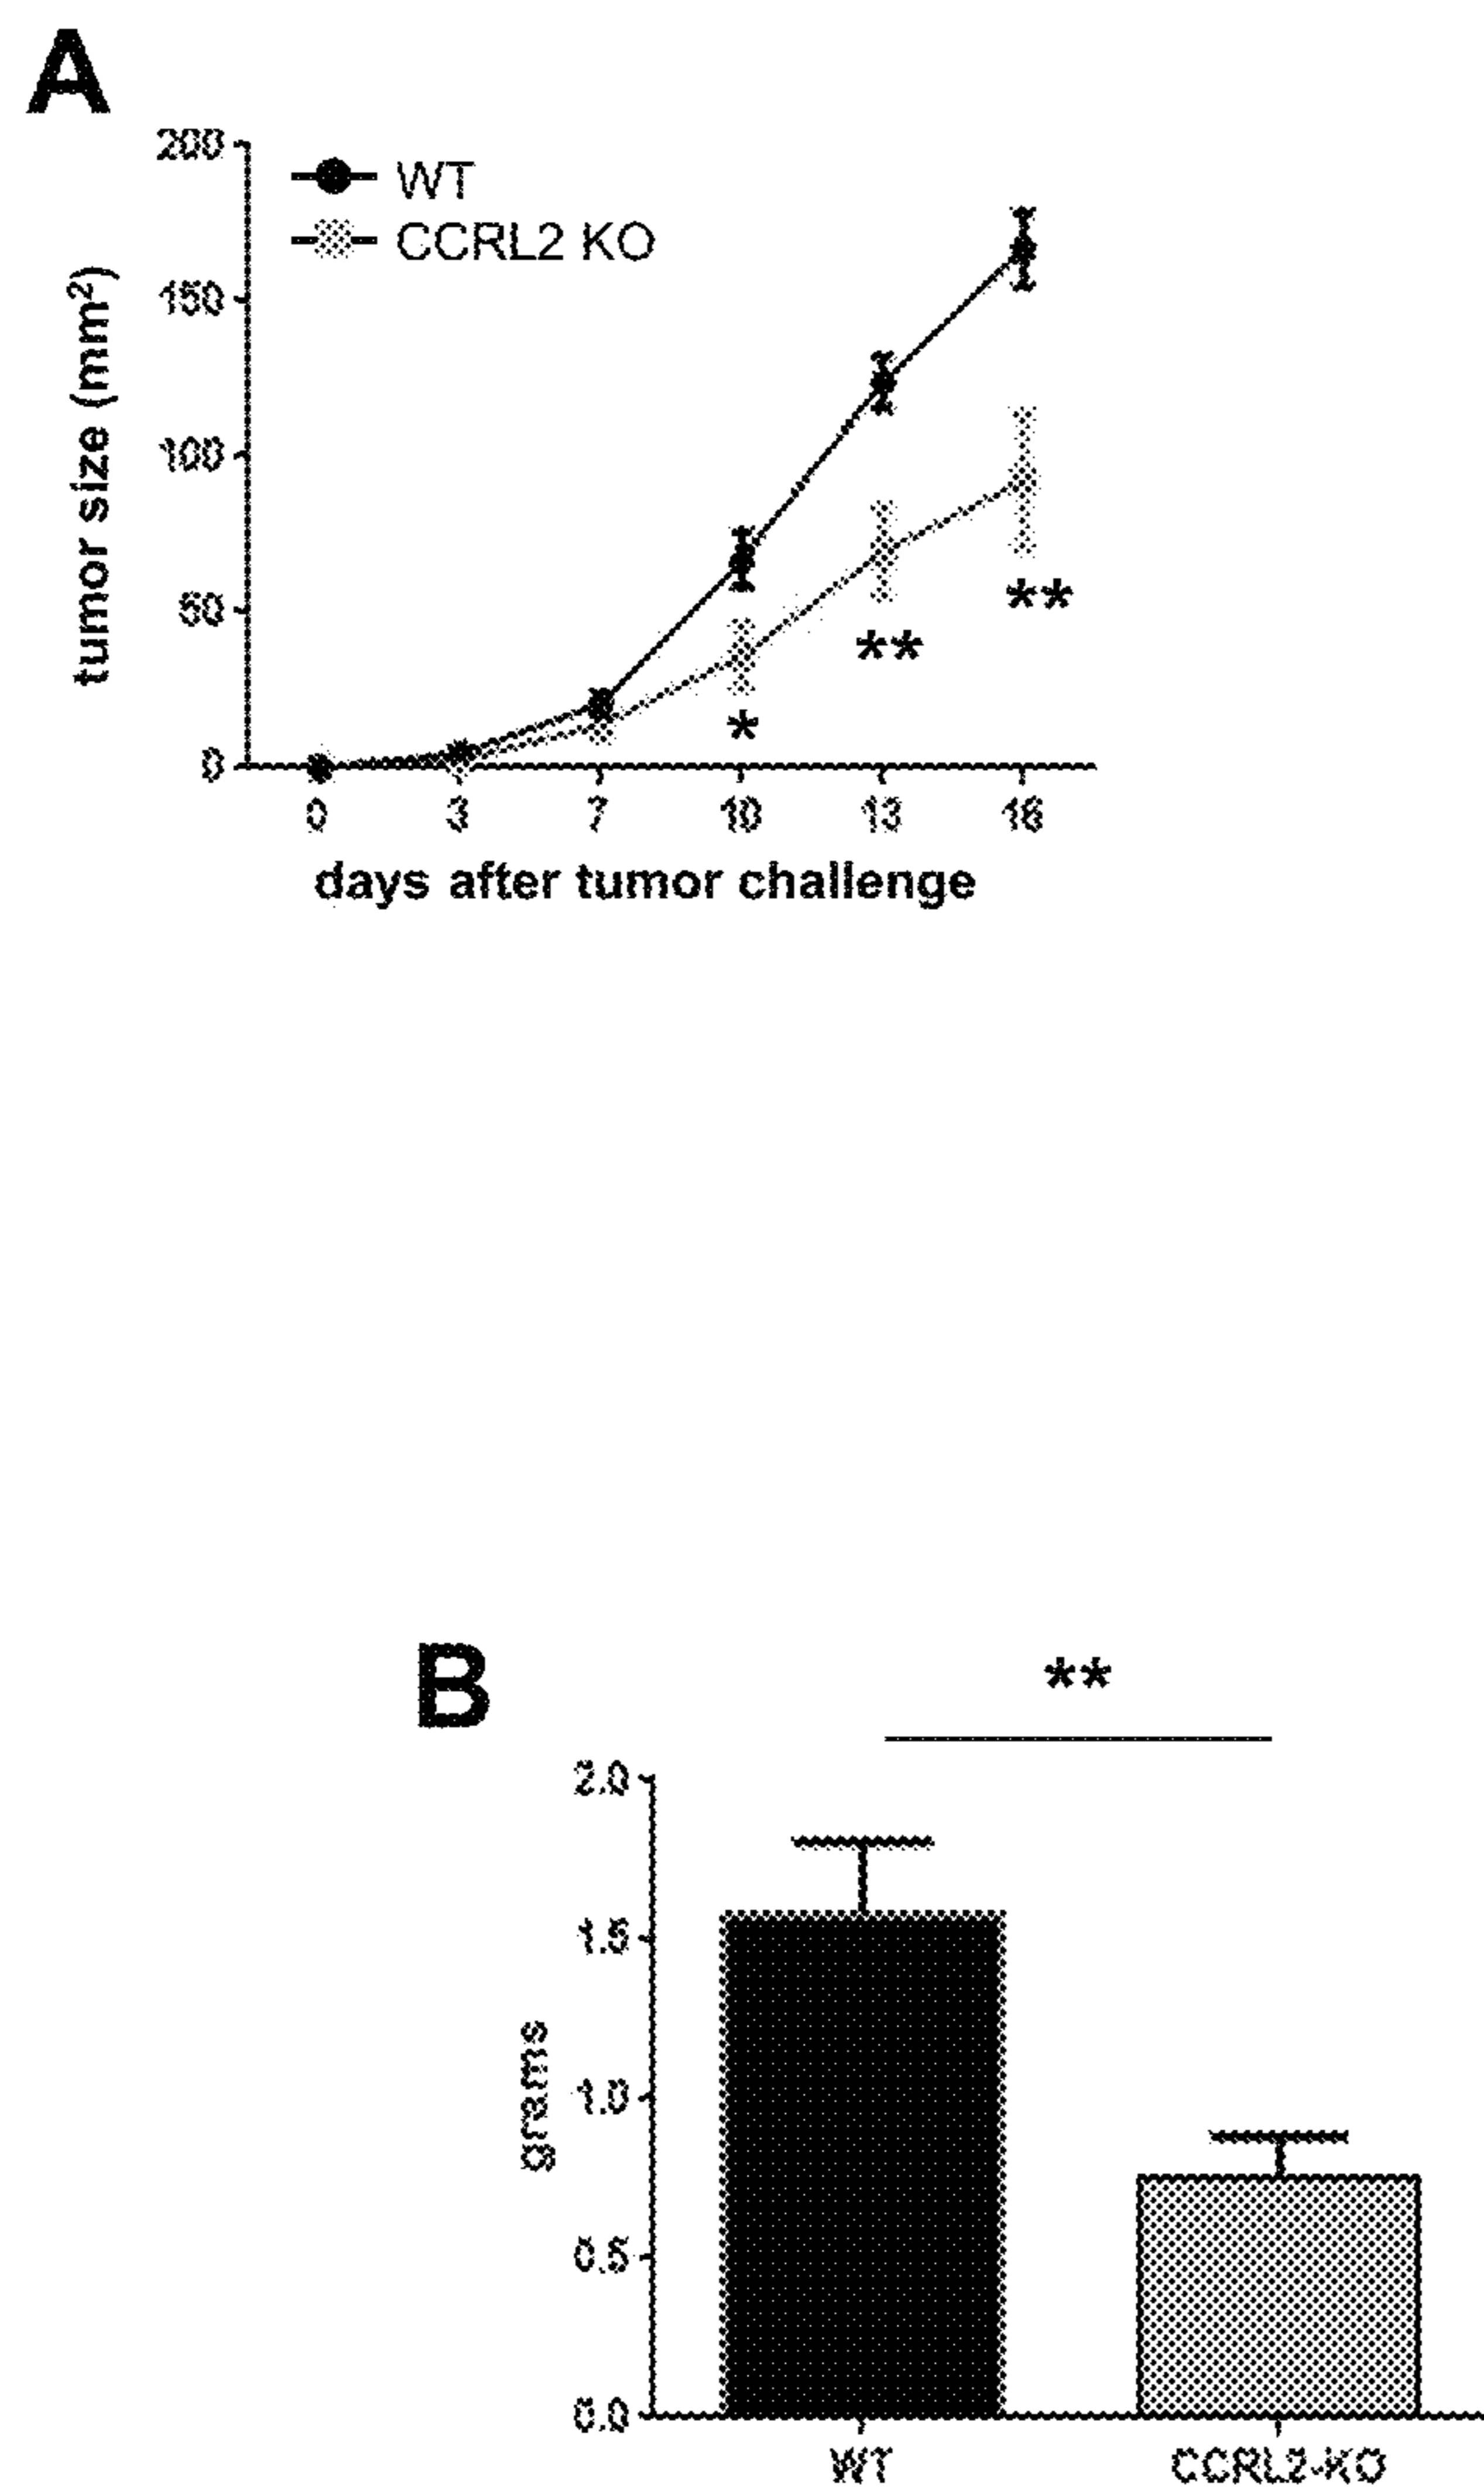 A
200
WT
CCRL2 KO
150
100
50
0
tumor size (mm²)
*
**
**
0 3 7 10 13 16
days after tumor challenge
B
**
2.0
1.5
1.0
0.5
0.0
grams
WT CCRL2-KO